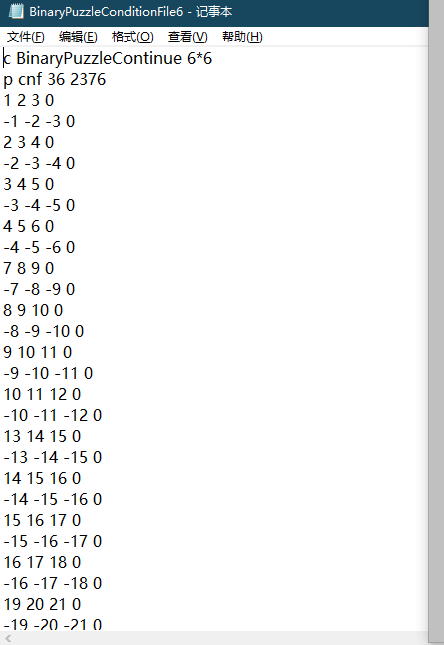 BinaryPuzzleConditionFile6 - 记事本
文件(F) 编辑(E) 格式(O) 查看(V) 帮助(H)
c BinaryPuzzleContinue 6*6
p cnf 36 2376
1 2 3 0
-1 -2 -3 0
2 3 4 0
-2 -3 -4 0
3 4 5 0
-3 -4 -5 0
4 5 6 0
-4 -5 -6 0
7 8 9 0
-7 -8 -9 0
8 9 10 0
-8 -9 -10 0
9 10 11 0
-9 -10 -11 0
10 11 12 0
-10 -11 -12 0
13 14 15 0
-13 -14 -15 0
14 15 16 0
-14 -15 -16 0
15 16 17 0
-15 -16 -17 0
16 17 18 0
-16 -17 -18 0
19 20 21 0
-19 -20 -21 0